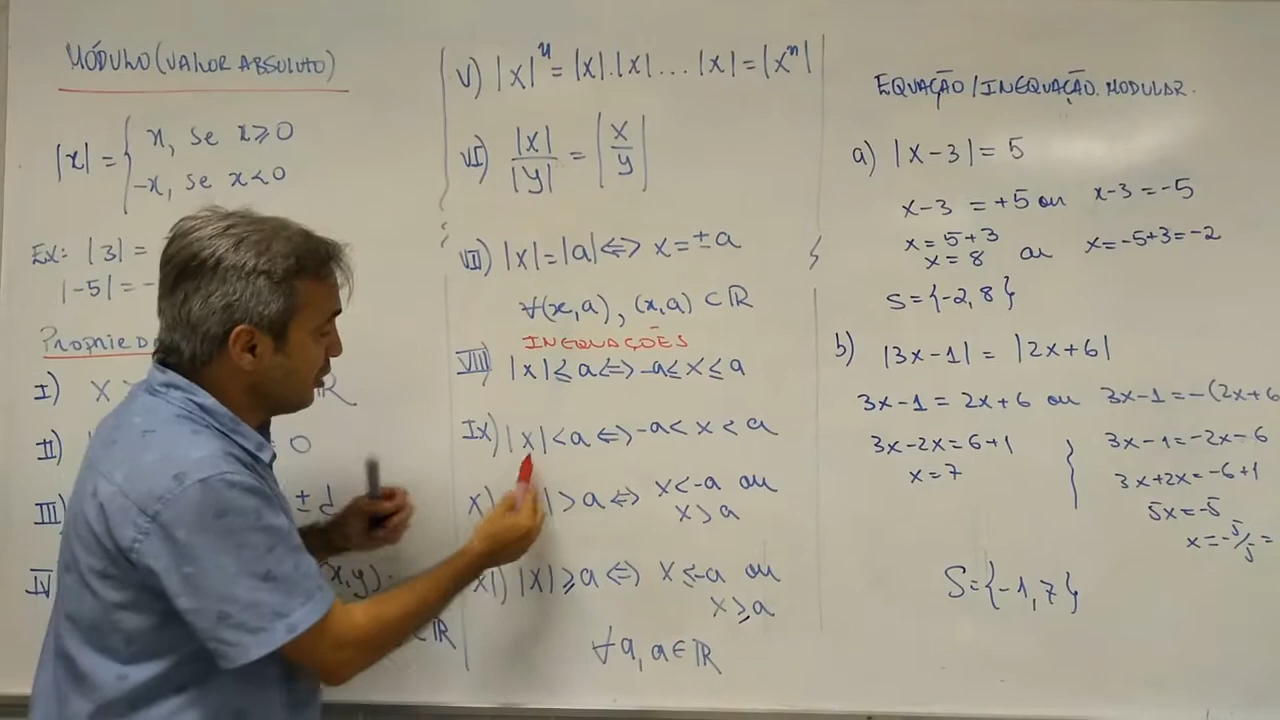 MÓDULO (VALOR ABSOLUTO)
|x| = { x, se x ≥ 0
-x, se x < 0
Ex: |3| =
|-5| = -
PROPRIEDA
I) X ℝ
II) 0
III) ±
IV) (x,y).
ℝ
V) |x|ⁿ = |x|.|x|... |x| = |xⁿ|
VI) |x|/|y| = |x/y|
VII) |x| = |a| ⇔ x = ±a
∀(x,a), (x,a) ⊂ ℝ
INEQUAÇÕES
VIII) |x| ≤ a ⇔ -a ≤ x ≤ a
IX) |x| < a ⇔ -a < x < a
X) | > a ⇔ x < -a ou
x > a
XI) |x| ≥ a ⇔ x ≤ -a ou
x ≥ a
∀a, a ∈ ℝ
EQUAÇÃO / INEQUAÇÃO. MODULAR.
a) |x-3| = 5
x-3 = +5 ou x-3 = -5
x = 5+3
x = 8 ou x = -5+3 = -2
S = {-2, 8}
b) |3x-1| = |2x+6|
3x-1 = 2x+6 ou 3x-1 = -(2x+6
3x-2x = 6+1
x = 7
3x-1 = -2x-6
3x+2x = -6+1
5x = -5
x = -5/5 =
S = {-1, 7}